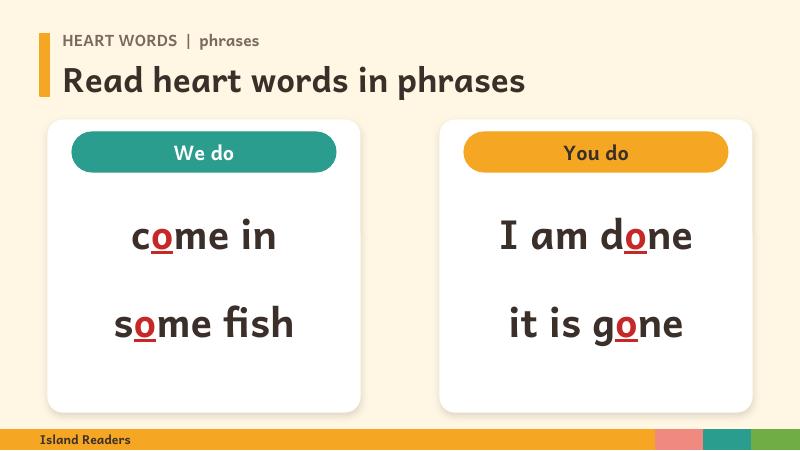 HEART WORDS | phrases
Read heart words in phrases
We do
come in
some fish
You do
I am done
it is gone
Island Readers